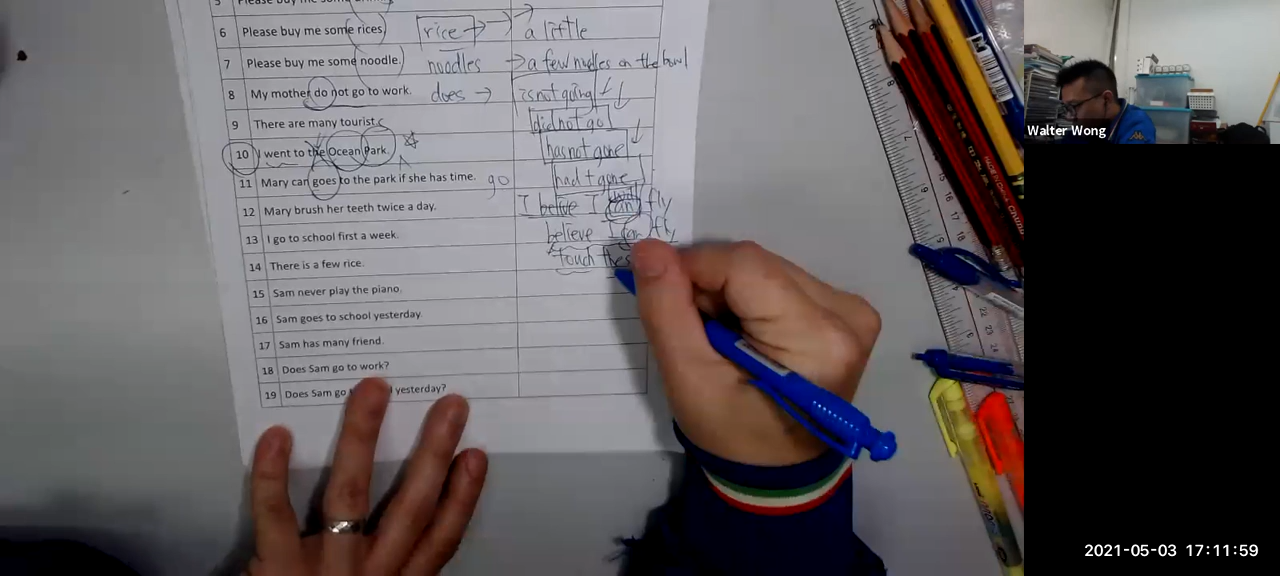 5 Please buy me some
6 Please buy me some rices. rice → a little
7 Please buy me some noodle. noodles → a few on the bowl
8 My mother do not go to work. does → is not going
9 There are many tourist. did not go
10 I went to the Ocean Park. has not gone
11 Mary can goes to the park if she has time. go had gone
12 Mary brush her teeth twice a day. I I can fly
13 I go to school first a week. believe I can fly
14 There is a few rice. touch the
15 Sam never play the piano.
16 Sam goes to school yesterday.
17 Sam has many friend.
18 Does Sam go to work?
19 Does Sam go yesterday?
Walter Wong
2021-05-03 17:11:59